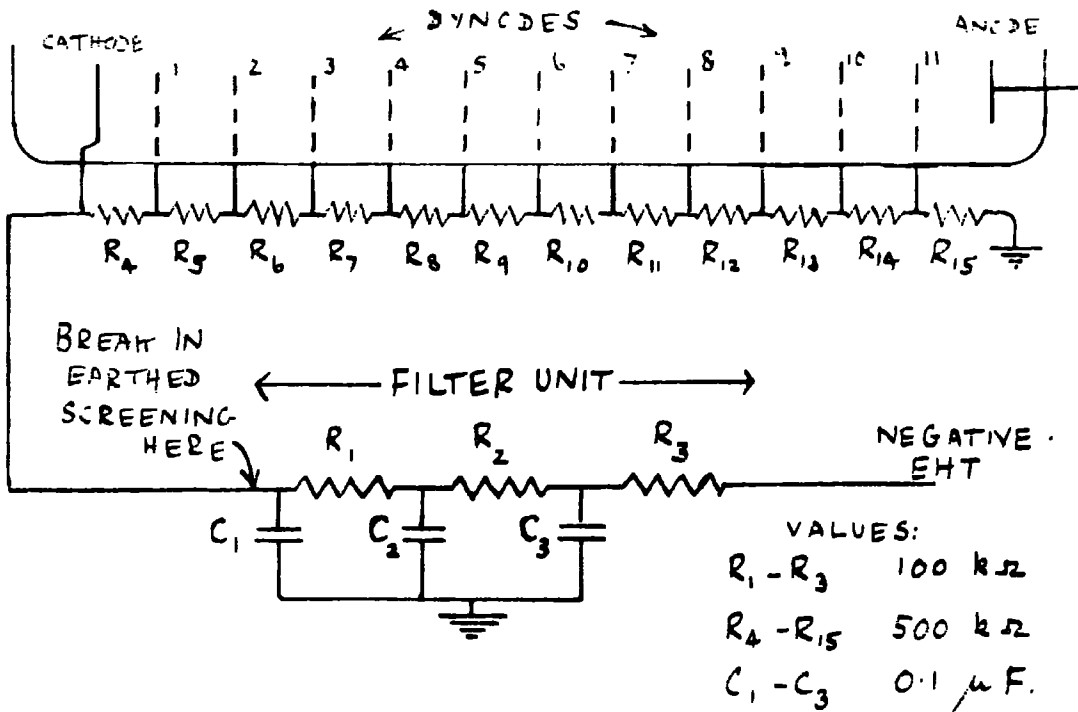 CATHODE
← DYNODES →
ANODE
1 2 3 4 5 6 7 8 9 10 11
R4 R5 R6 R7 R8 R9 R10 R11 R12 R13 R14 R15
BREAK IN
EARTHED
SCREENING
HERE
← FILTER UNIT →
R1 R2 R3
NEGATIVE.
EHT
C1 C2 C3
VALUES:
R1 - R3 100 kΩ
R4 - R15 500 kΩ
C1 - C3 0.1 μF.